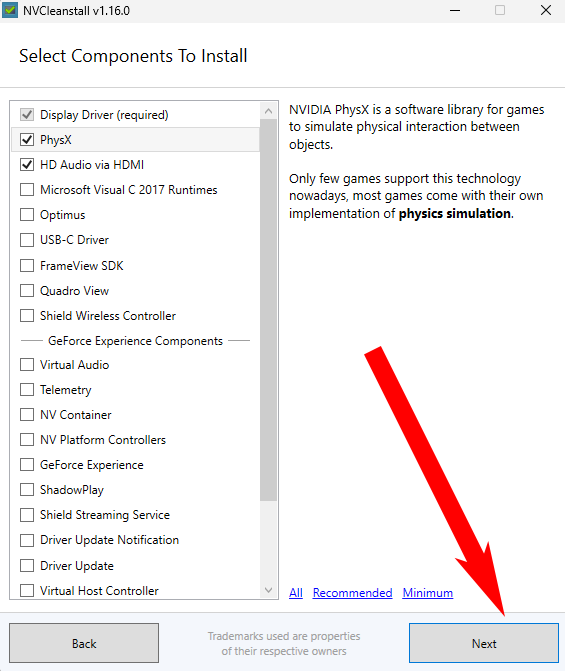 NVCleanstall v1.16.0
Select Components To Install
Display Driver (required)
PhysX
HD Audio via HDMI
Microsoft Visual C 2017 Runtimes
Optimus
USB-C Driver
FrameView SDK
Quadro View
Shield Wireless Controller
GeForce Experience Components
Virtual Audio
Telemetry
NV Container
NV Platform Controllers
GeForce Experience
ShadowPlay
Shield Streaming Service
Driver Update Notification
Driver Update
Virtual Host Controller
NVIDIA PhysX is a software library for games
to simulate physical interaction between
objects.
Only few games support this technology
nowadays, most games come with their own
implementation of physics simulation.
All Recommended Minimum
Back
Trademarks used are properties
of their respective owners
Next